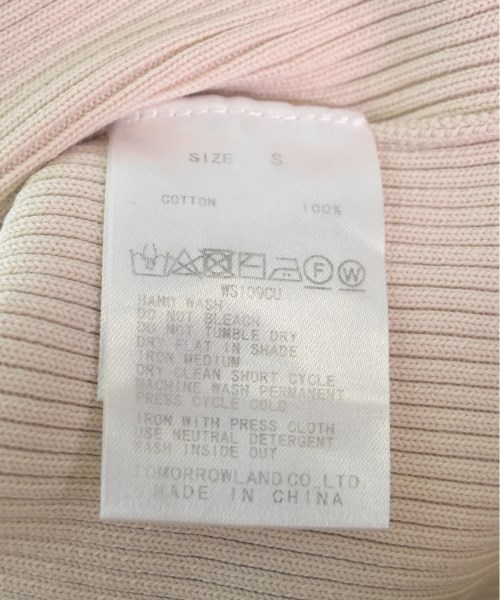 SIZE S
COTTON 100%
F W
WS109CU
HAND WASH
DO NOT BLEACH
DO NOT TUMBLE DRY
DRY FLAT IN SHADE
IRON MEDIUM
DRY CLEAN SHORT CYCLE
MACHINE WASH PERMANENT
PRESS CYCLE COLD
IRON WITH PRESS CLOTH
USE NEUTRAL DETERGENT
WASH INSIDE OUT
TOMORROWLAND CO.,LTD.
MADE IN CHINA